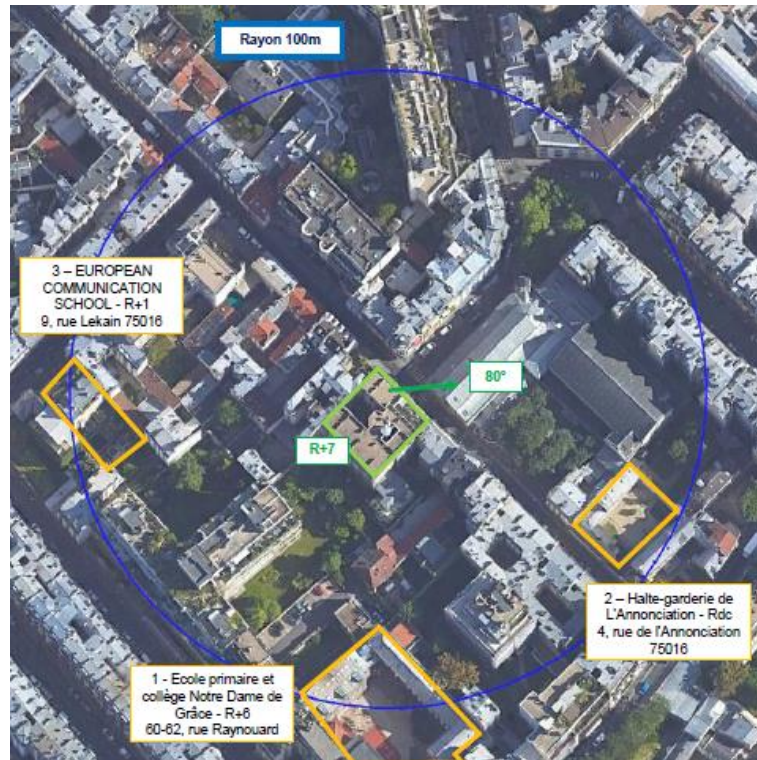 Rayon 100m
3 – EUROPEAN
COMMUNICATION
SCHOOL - R+1
9, rue Lekain 75016
80°
R+7
2 – Halte-garderie de
L'Annonciation - Rdc
4, rue de l'Annonciation
75016
1 - Ecole primaire et
collège Notre Dame de
Grâce - R+6
60-62, rue Raynouard